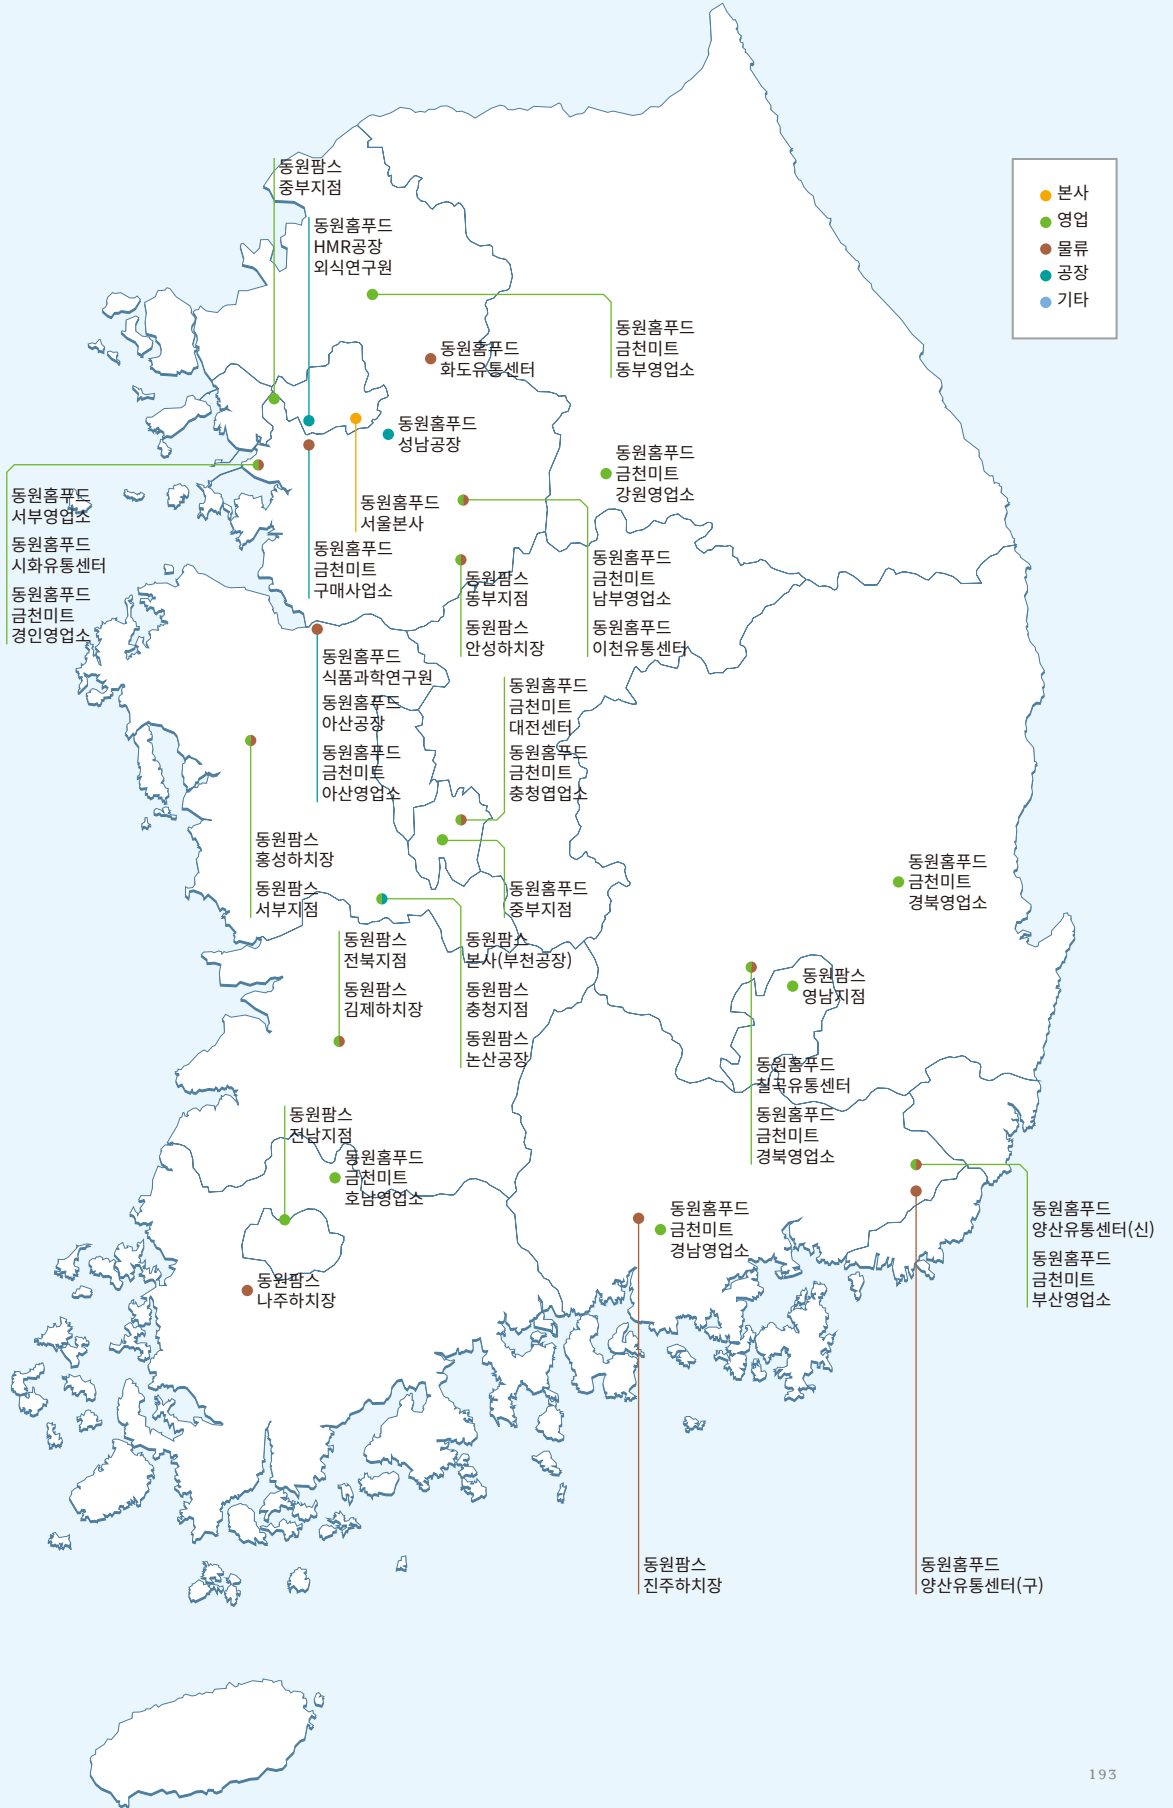 동원팜스
중부지점
동원홈푸드
HMR공장
외식연구원
본사
영업
물류
공장
기타
동원홈푸드
금천미트
동부영업소
동원홈푸드
화도유통센터
동원홈푸드
성남공장
동원홈푸드
금천미트
강원영업소
동원홈푸드
서부영업소
동원홈푸드
시화유통센터
동원홈푸드
금천미트
경인영업소
동원홈푸드
서울본사
동원홈푸드
금천미트
구매사업소
동원팜스
동부지점
동원팜스
안성하치장
동원홈푸드
금천미트
남부영업소
동원홈푸드
이천유통센터
동원홈푸드
식품과학연구원
동원홈푸드
아산공장
동원홈푸드
금천미트
아산영업소
동원홈푸드
금천미트
대전센터
동원홈푸드
금천미트
충청엽업소
동원팜스
홍성하치장
동원팜스
서부지점
동원홈푸드
중부지점
동원홈푸드
금천미트
경북영업소
동원팜스
전북지점
동원팜스
김제하치장
동원팜스
본사(부천공장)
동원팜스
충청지점
동원팜스
논산공장
동원팜스
영남지점
동원홈푸드
칠곡유통센터
동원홈푸드
금천미트
경북영업소
동원팜스
전남지점
동원홈푸드
금천미트
호남영업소
동원홈푸드
금천미트
경남영업소
동원홈푸드
양산유통센터(신)
동원홈푸드
금천미트
부산영업소
동원팜스
나주하치장
동원팜스
진주하치장
동원홈푸드
양산유통센터(구)
193